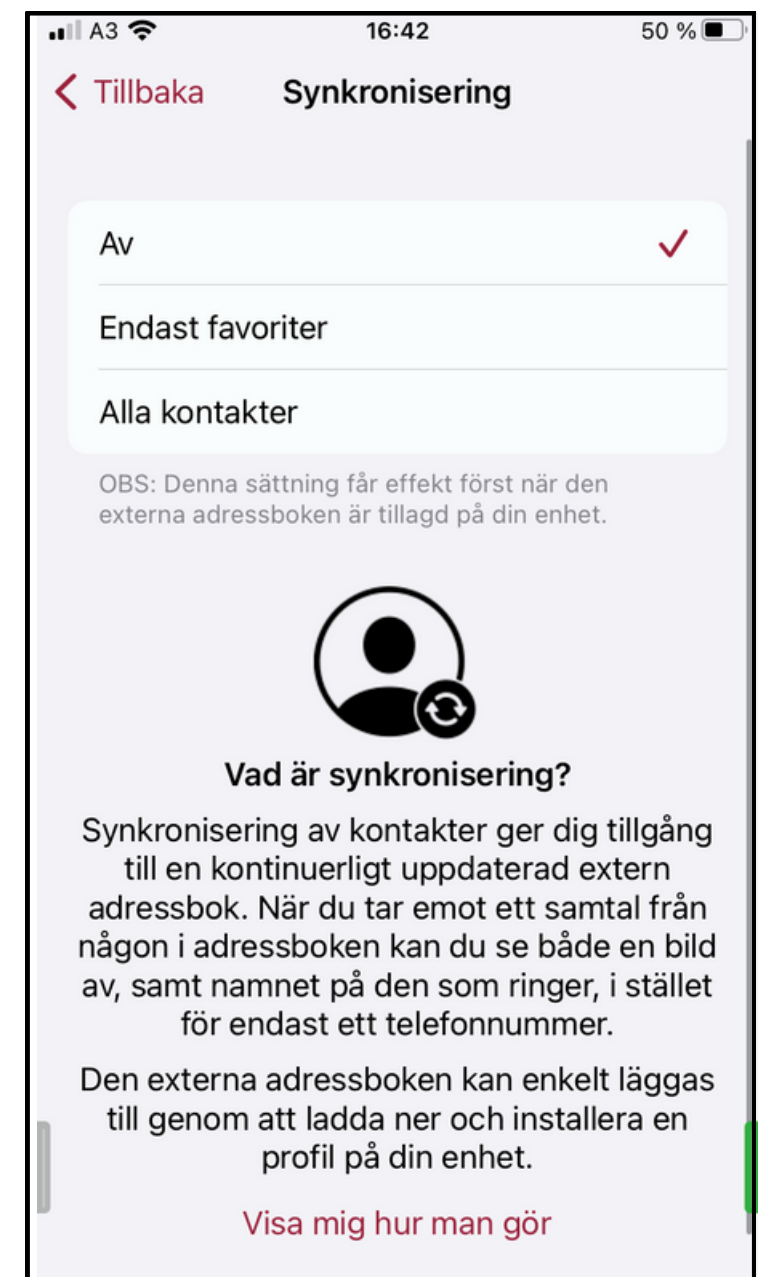 A3 16:42 50 %
Tillbaka Synkronisering
Av
Endast favoriter
Alla kontakter
OBS: Denna sättning får effekt först när den
externa adressboken är tillagd på din enhet.
Vad är synkronisering?
Synkronisering av kontakter ger dig tillgång
till en kontinuerligt uppdaterad extern
adressbok. När du tar emot ett samtal från
någon i adressboken kan du se både en bild
av, samt namnet på den som ringer, i stället
för endast ett telefonnummer.
Den externa adressboken kan enkelt läggas
till genom att ladda ner och installera en
profil på din enhet.
Visa mig hur man gör